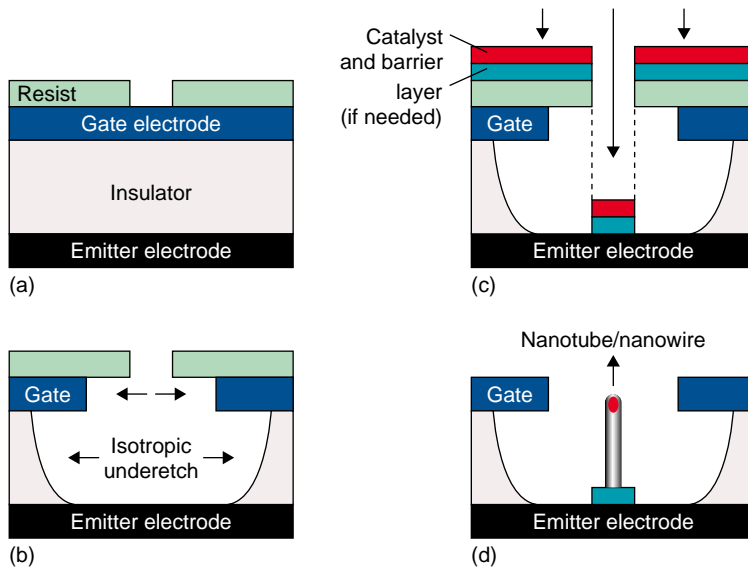 Resist
Gate electrode
Insulator
Emitter electrode
(a)
Gate
Isotropic
underetch
Emitter electrode
(b)
Catalyst
and barrier
layer
(if needed)
Gate
Emitter electrode
(c)
Nanotube/nanowire
Gate
Emitter electrode
(d)